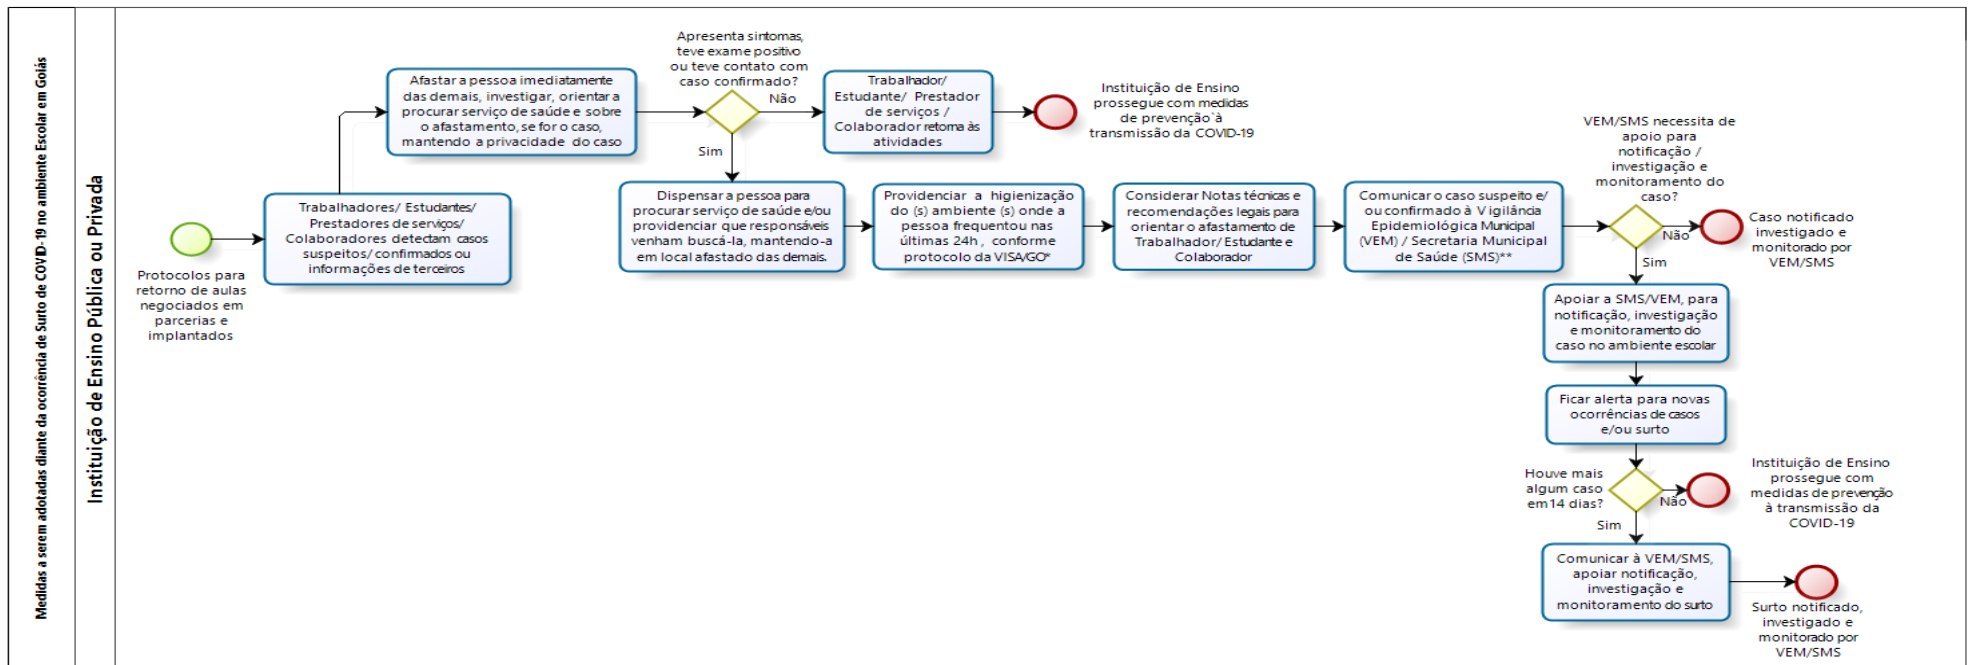 Medidas a serem adotadas diante da ocorrência de Surto de COVID-19 no ambiente Escolar em Goiás
Instituição de Ensino Pública ou Privada
Protocolos para
retorno de aulas
negociados em
parcerias e
implantados
Trabalhadores/ Estudantes/
Prestadores de serviços/
Colaboradores detectam casos
suspeitos/ confirmados ou
informações de terceiros
Afastar a pessoa imediatamente
das demais, investigar, orientar a
procurar serviço de saúde e sobre
o afastamento, se for o caso,
mantendo a privacidade do caso
Apresenta sintomas,
teve exame positivo
ou teve contato com
caso confirmado?
Não
Trabalhador/
Estudante/ Prestador
de serviços /
Colaborador retorna às
atividades
Instituição de Ensino
prossegue com medidas
de prevenção`à
transmissão da COVID-19
Sim
Dispensar a pessoa para
procurar serviço de saúde e/ou
providenciar que responsáveis
venham buscá-la, mantendo-a
em local afastado das demais.
Providenciar a higienização
do (s) ambiente (s) onde a
pessoa frequentou nas
últimas 24h , conforme
protocolo da VISA/GO*
Considerar Notas técnicas e
recomendações legais para
orientar o afastamento de
Trabalhador/ Estudante e
Colaborador
Comunicar o caso suspeito e/
ou confirmado à Vigilância
Epidemiológica Municipal
(VEM) / Secretaria Municipal
de Saúde (SMS)**
VEM/SMS necessita de
apoio para
notificação /
investigação e
monitoramento do
caso?
Não
Caso notificado
investigado e
monitorado por
VEM/SMS
Sim
Apoiar a SMS/VEM, para
notificação, investigação
e monitoramento do
caso no ambiente escolar
Ficar alerta para novas
ocorrências de casos
e/ou surto
Houve mais
algum caso
em14 dias?
Não
Instituição de Ensino
prossegue com
medidas de prevenção
à transmissão da
COVID-19
Sim
Comunicar à VEM/SMS,
apoiar notificação,
investigação e
monitoramento do surto
Surto notificado,
investigado e
monitorado por
VEM/SMS